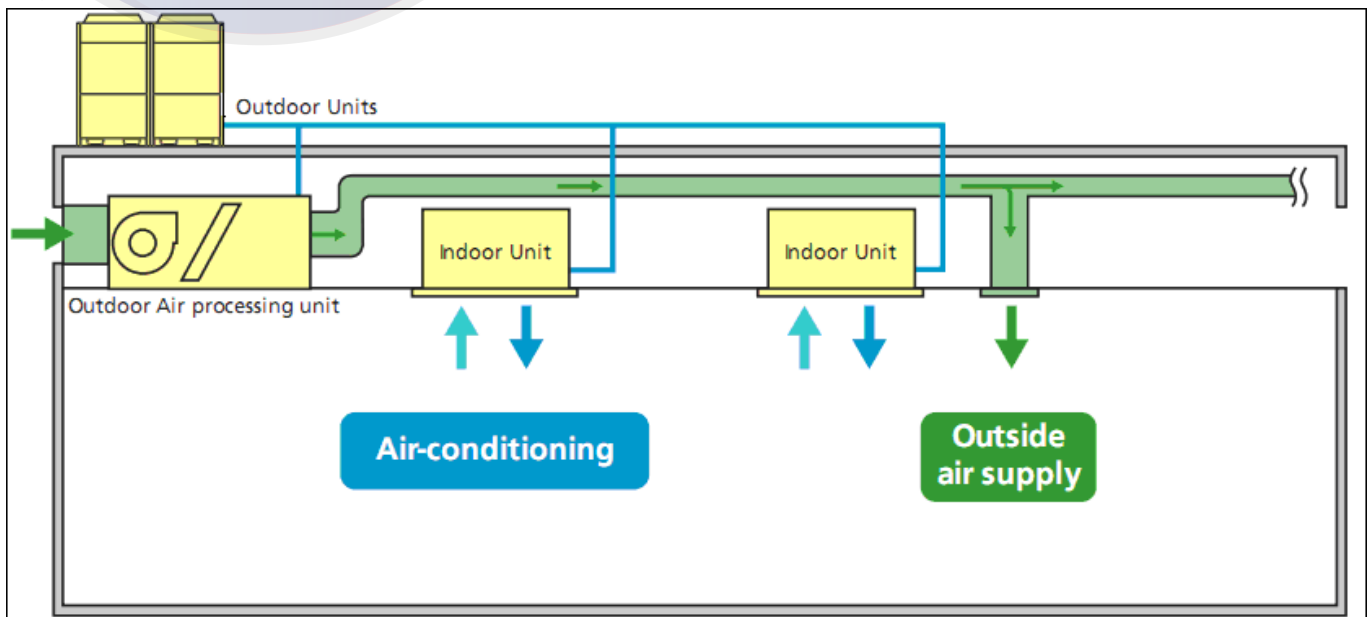 Outdoor Units
Indoor Unit
Indoor Unit
Outdoor Air processing unit
Air-conditioning
Outside
air supply